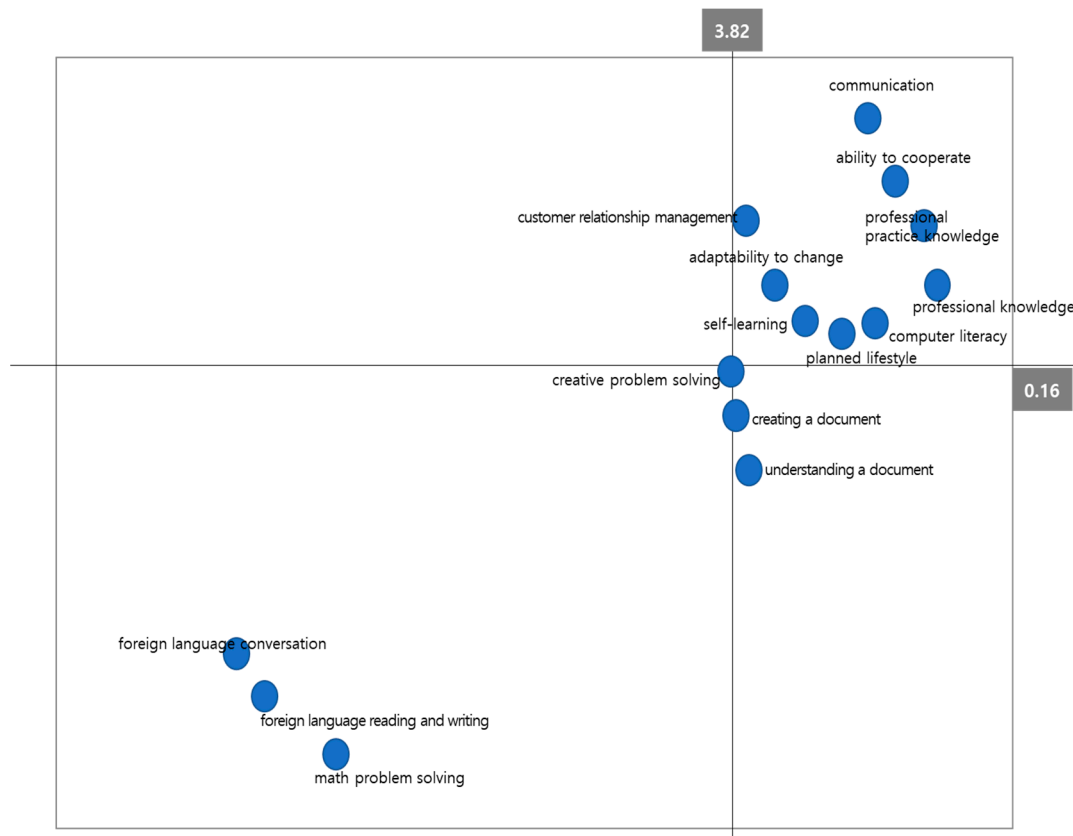 3.82
communication
ability to cooperate
customer relationship management
professional
practice knowledge
adaptability to change
professional knowledge
self-learning
computer literacy
planned lifestyle
creative problem solving
0.16
creating a document
understanding a document
foreign language conversation
foreign language reading and writing
math problem solving